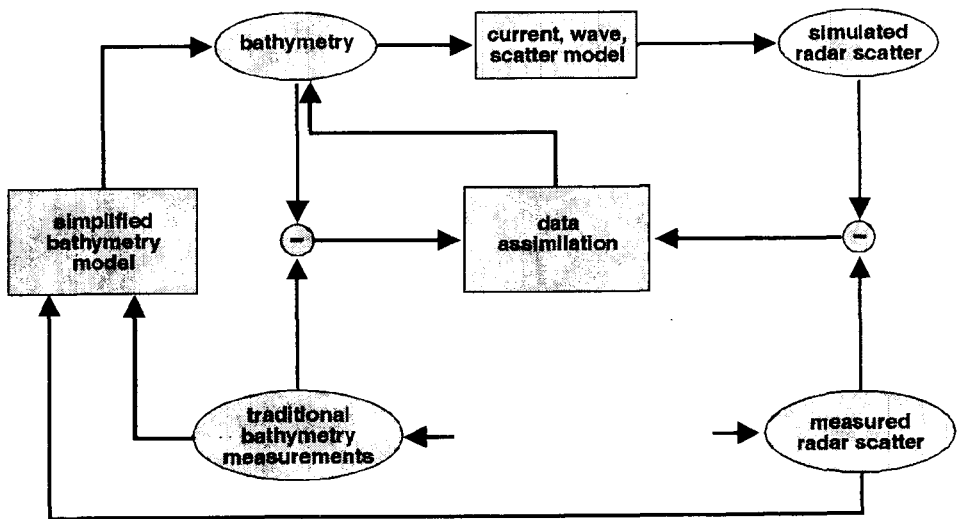 bathymetry
current, wave,
scatter model
simulated
radar scatter
simplified
bathymetry
model
-
data
assimilation
-
traditional
bathymetry
measurements
measured
radar scatter